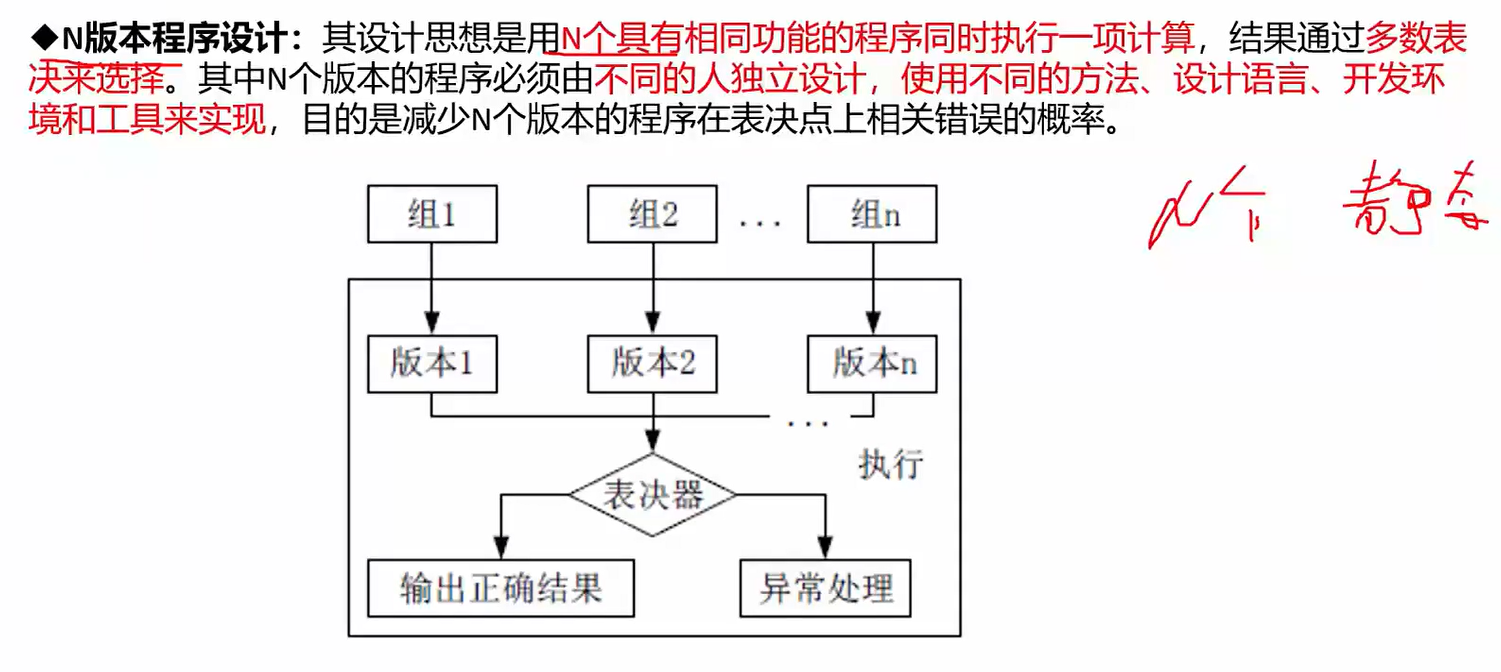 ◆N版本程序设计：其设计思想是用N个具有相同功能的程序同时执行一项计算，结果通过多数表
决来选择。其中N个版本的程序必须由不同的人独立设计，使用不同的方法、设计语言、开发环
境和工具来实现，目的是减少N个版本的程序在表决点上相关错误的概率。
N个 静态
组1 组2 ... 组n
版本1 版本2 版本n
...
执行
表决器
输出正确结果 异常处理